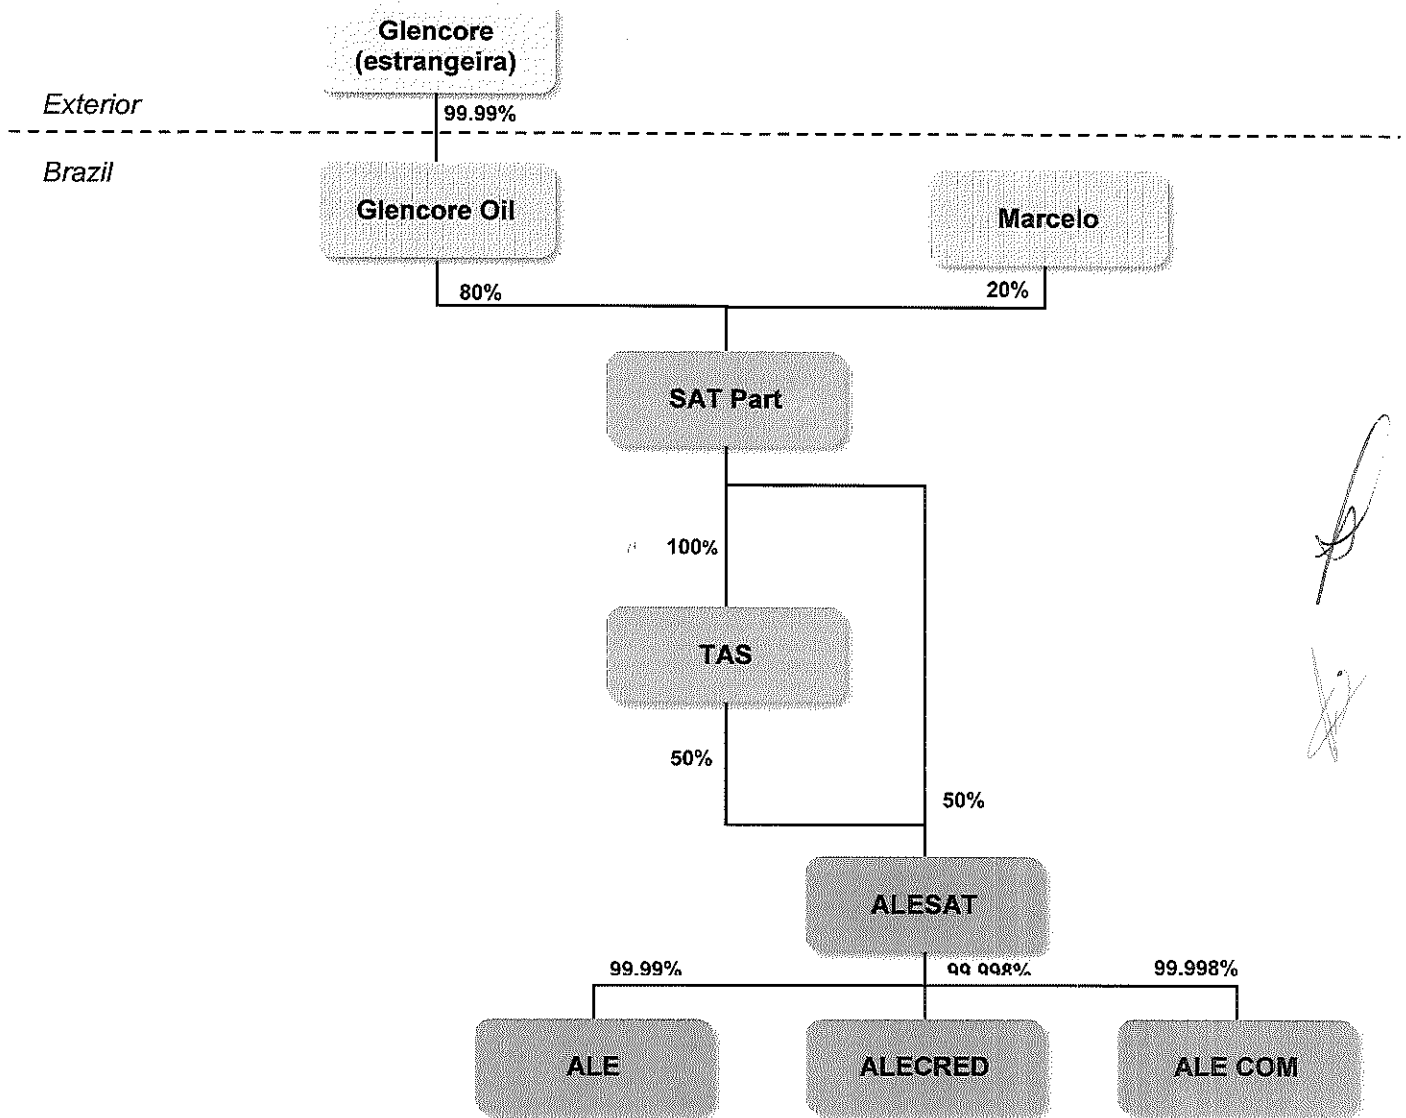 Glencore
(estrangeira)
Exterior
99.99%
Brazil
Glencore Oil
Marcelo
80%
20%
SAT Part
100%
TAS
50%
50%
ALESAT
99.99%
99.998%
99.998%
ALE
ALECRED
ALE COM